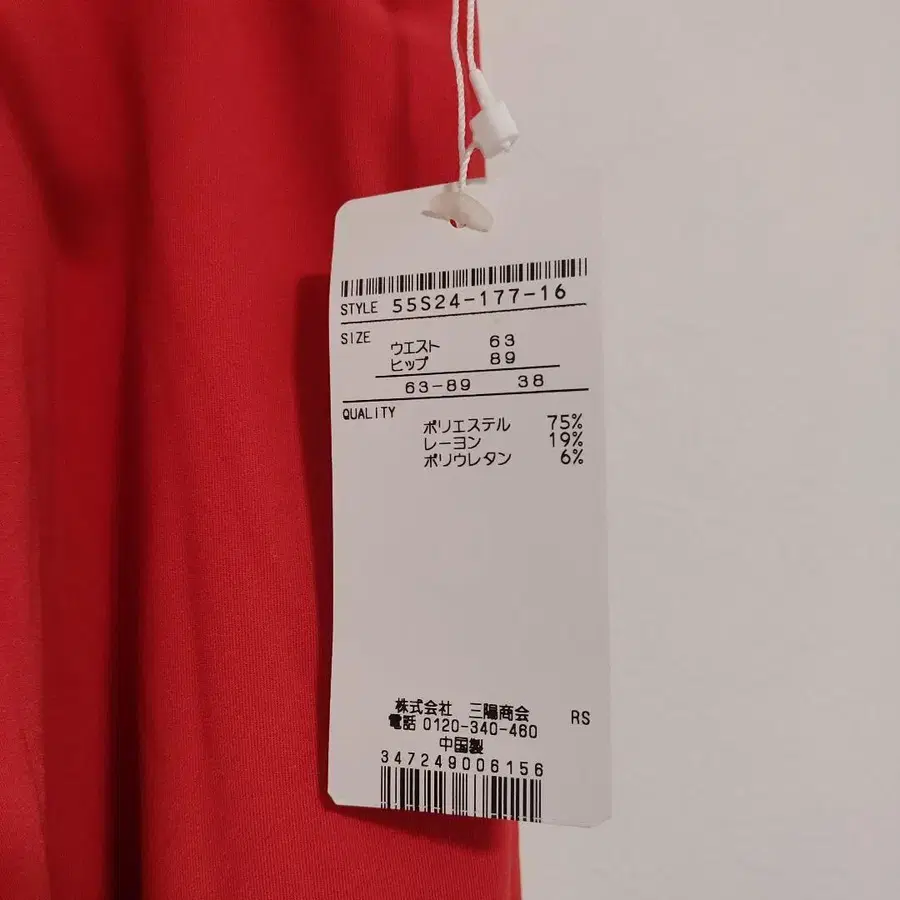 STYLE 55S24-177-16
SIZE
ウエスト 63
ヒップ 89
63-89 38
QUALITY
ポリエステル 75%
レーヨン 19%
ポリウレタン 6%
株式会社 三陽商会 RS
電話 0120-340-460
中国製
347249006156